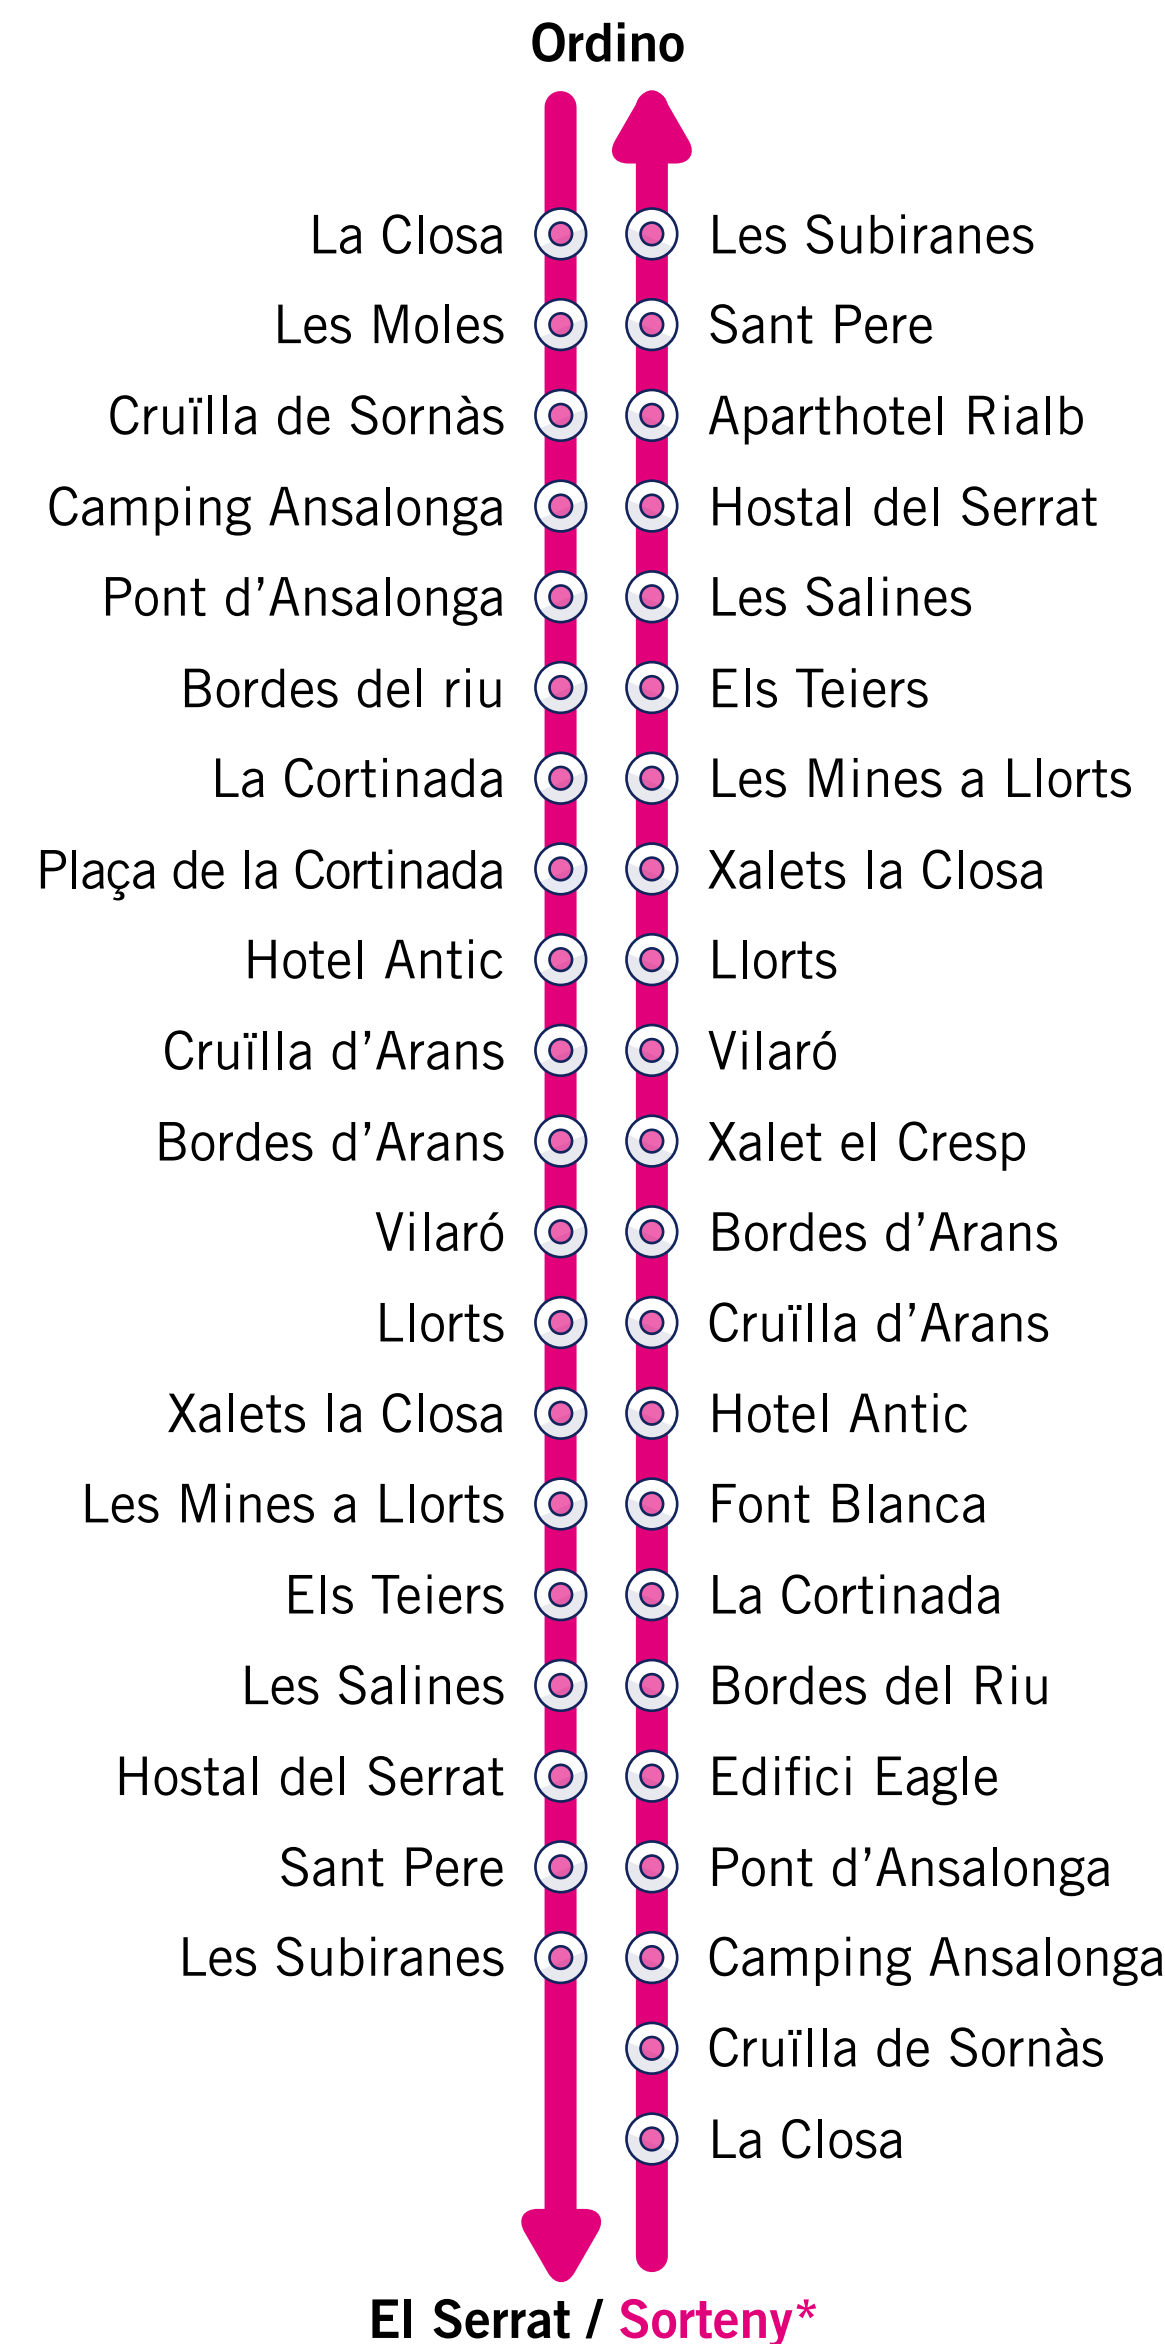 Ordino
La Closa
Les Moles
Cruïlla de Sornàs
Camping Ansalonga
Pont d’Ansalonga
Bordes del riu
La Cortinada
Plaça de la Cortinada
Hotel Antic
Cruïlla d’Arans
Bordes d’Arans
Vilaró
Llorts
Xalets la Closa
Les Mines a Llorts
Els Teiers
Les Salines
Hostal del Serrat
Sant Pere
Les Subiranes
Les Subiranes
Sant Pere
Aparthotel Rialb
Hostal del Serrat
Les Salines
Els Teiers
Les Mines a Llorts
Xalets la Closa
Llorts
Vilaró
Xalet el Cresp
Bordes d’Arans
Cruïlla d’Arans
Hotel Antic
Font Blanca
La Cortinada
Bordes del Riu
Edifici Eagle
Pont d’Ansalonga
Camping Ansalonga
Cruïlla de Sornàs
La Closa
El Serrat / Sorteny*